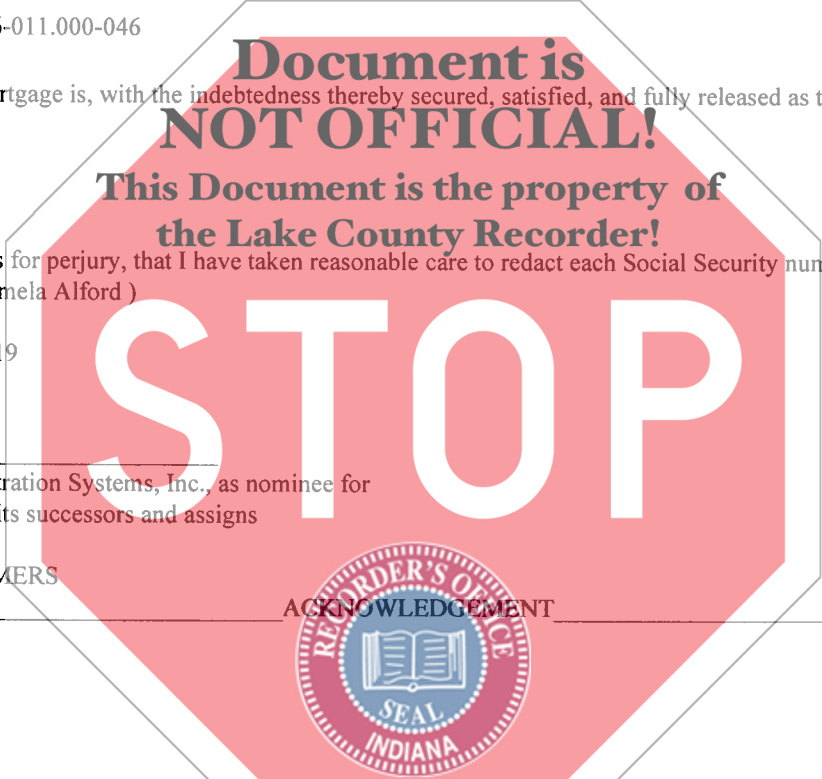 -011.000-046
Document is
rtgage is, with the indebtedness thereby secured, satisfied, and fully released as t
NOT OFFICIAL!
This Document is the property of
the Lake County Recorder!
s for perjury, that I have taken reasonable care to redact each Social Security num
mela Alford )
19
STOP
tration Systems, Inc., as nominee for
its successors and assigns
MERS
ACKNOWLEDGEMENT
RECORDER'S OFFICE
SEAL
INDIANA